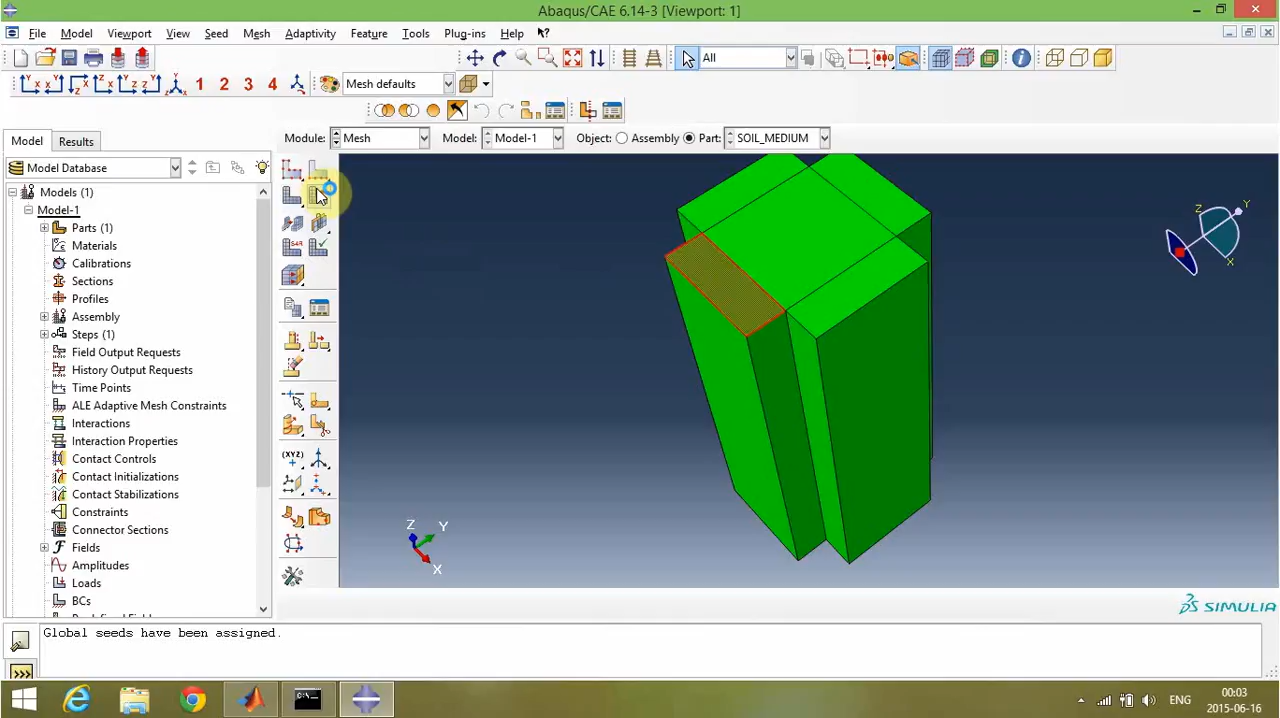 Abaqus/CAE 6.14-3 [Viewport: 1]
File Model Viewport View Seed Mesh Adaptivity Feature Tools Plug-ins Help
All
1 2 3 4 Mesh defaults
Model Results Module: Mesh Model: Model-1 Object: Assembly Part: SOIL_MEDIUM
Model Database
Models (1)
Model-1
Parts (1)
Materials
Calibrations
Sections
Profiles
Assembly
Steps (1)
Field Output Requests
History Output Requests
Time Points
ALE Adaptive Mesh Constraints
Interactions
Interaction Properties
Contact Controls
Contact Initializations
Contact Stabilizations
Constraints
Connector Sections
Fields
Amplitudes
Loads
BCs
(XYZ)
Z
Y
X
Z
Y
X
SIMULIA
Global seeds have been assigned.
>>>
ENG
00:03
2015-06-16